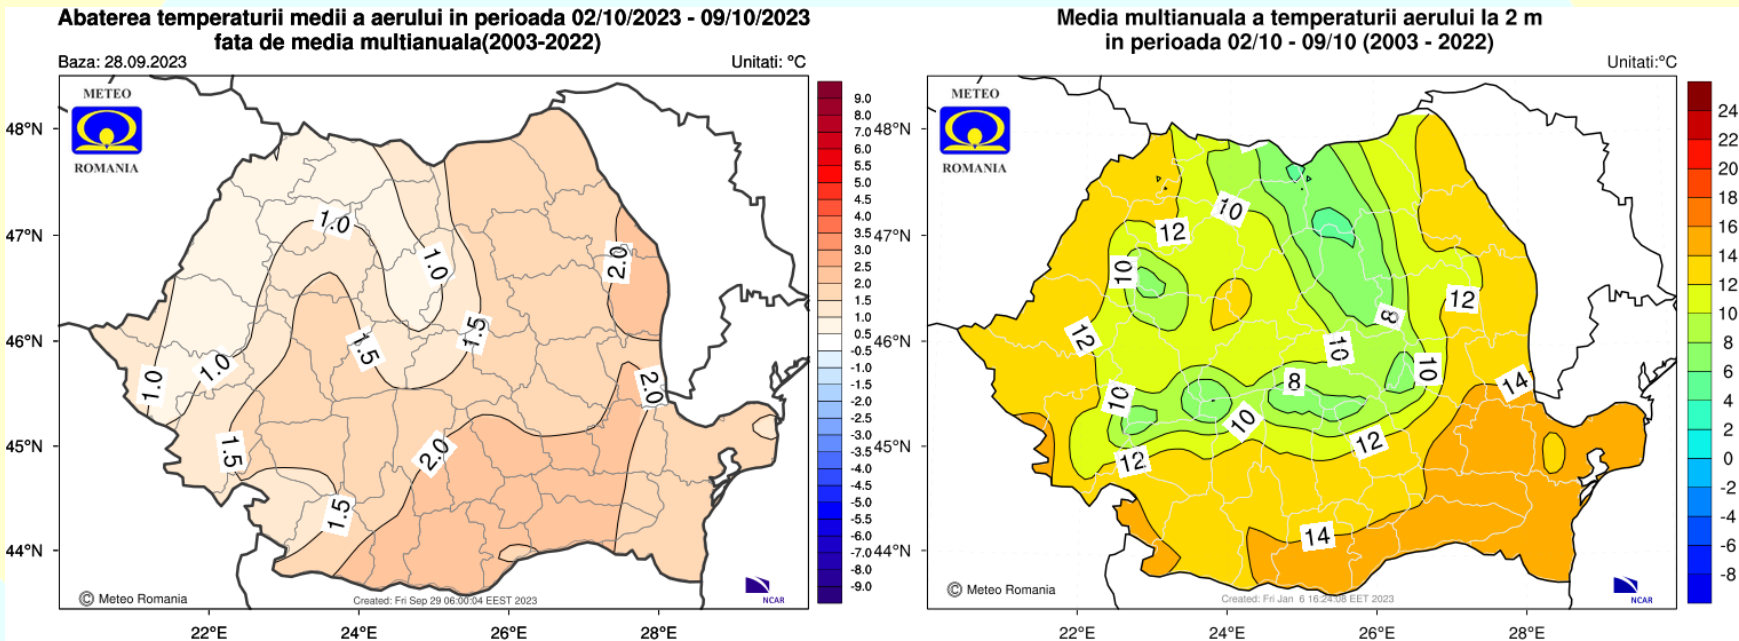 Abaterea temperaturii medii a aerului in perioada 02/10/2023 - 09/10/2023
fata de media multianuala(2003-2022)
Baza: 28.09.2023
Unitati: °C
METEO
ROMANIA
48°N
47°N
46°N
45°N
44°N
22°E
24°E
26°E
28°E
1.0
1.0
2.0
1.5
1.5
1.0
1.0
2.0
1.5
2.0
1.5
© Meteo Romania
Created: Fri Sep 29 06:00:04 EEST 2023
NCAR
9.0
8.0
7.0
6.0
5.5
5.0
4.5
4.0
3.5
3.0
2.5
2.0
1.5
1.0
0.5
-0.5
-1.0
-1.5
-2.0
-2.5
-3.0
-3.5
-4.0
-4.5
-5.0
-5.5
-6.0
-7.0
-8.0
-9.0
Media multianuala a temperaturii aerului la 2 m
in perioada 02/10 - 09/10 (2003 - 2022)
Unitati:°C
METEO
ROMANIA
48°N
47°N
46°N
45°N
44°N
22°E
24°E
26°E
28°E
10
12
10
12
8
12
10
10
8
14
10
10
12
12
14
© Meteo Romania
Created: Fri Jan 6 16:24:08 EET 2023
NCAR
24
22
20
18
16
14
12
10
8
6
4
2
0
-2
-4
-6
-8